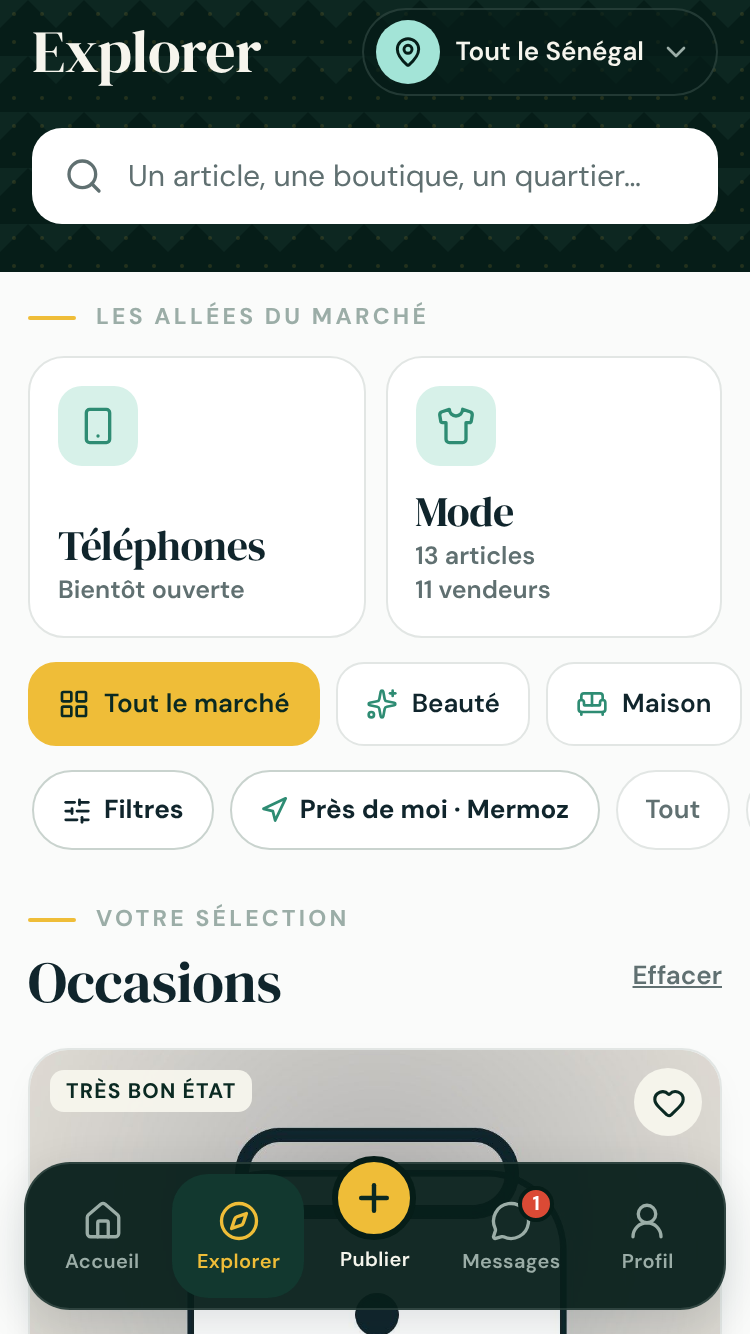 Explorer
Tout le Sénégal
Un article, une boutique, un quartier...
LES ALLÉES DU MARCHÉ
Téléphones
Bientôt ouverte
Mode
13 articles
11 vendeurs
Tout le marché
Beauté
Maison
Filtres
Près de moi · Mermoz
Tout
VOTRE SÉLECTION
Occasions
Effacer
TRÈS BON ÉTAT
Accueil
Explorer
Publier
1
Messages
Profil